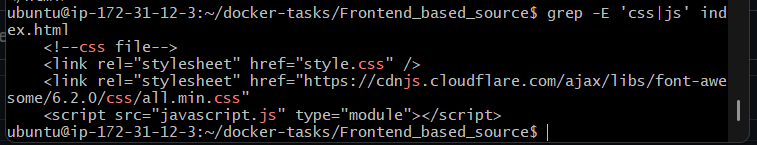 ubuntu@ip-172-31-12-3:~/docker-tasks/Frontend_based_source$ grep -E 'css|js' ind
ex.html
    <!--css file-->
    <link rel="stylesheet" href="style.css" />
    <link rel="stylesheet" href="https://cdnjs.cloudflare.com/ajax/libs/font-awe
some/6.2.0/css/all.min.css"
    <script src="javascript.js" type="module"></script>
ubuntu@ip-172-31-12-3:~/docker-tasks/Frontend_based_source$